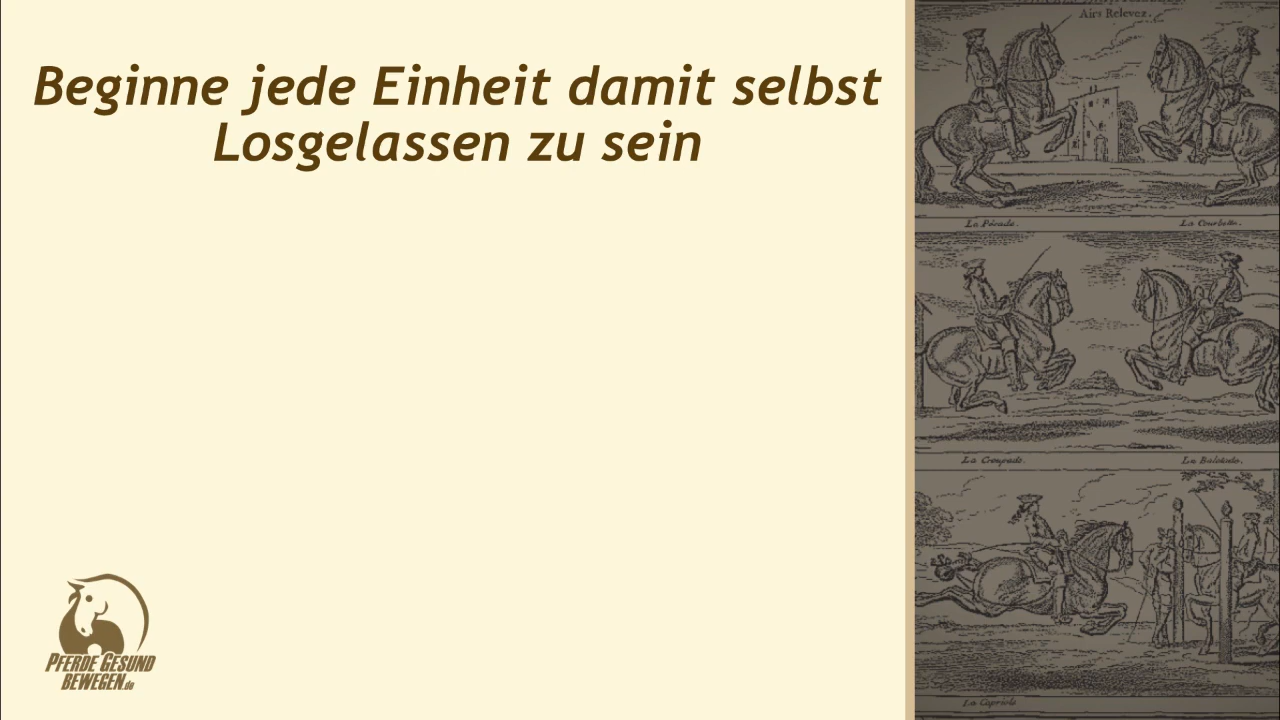 Beginne jede Einheit damit selbst
Losgelassen zu sein
Airs Relevez.
La Pesade.
La Courbette.
La Croupade.
La Balotade.
La Capriole
PFERDE GESUND
BEWEGEN.de